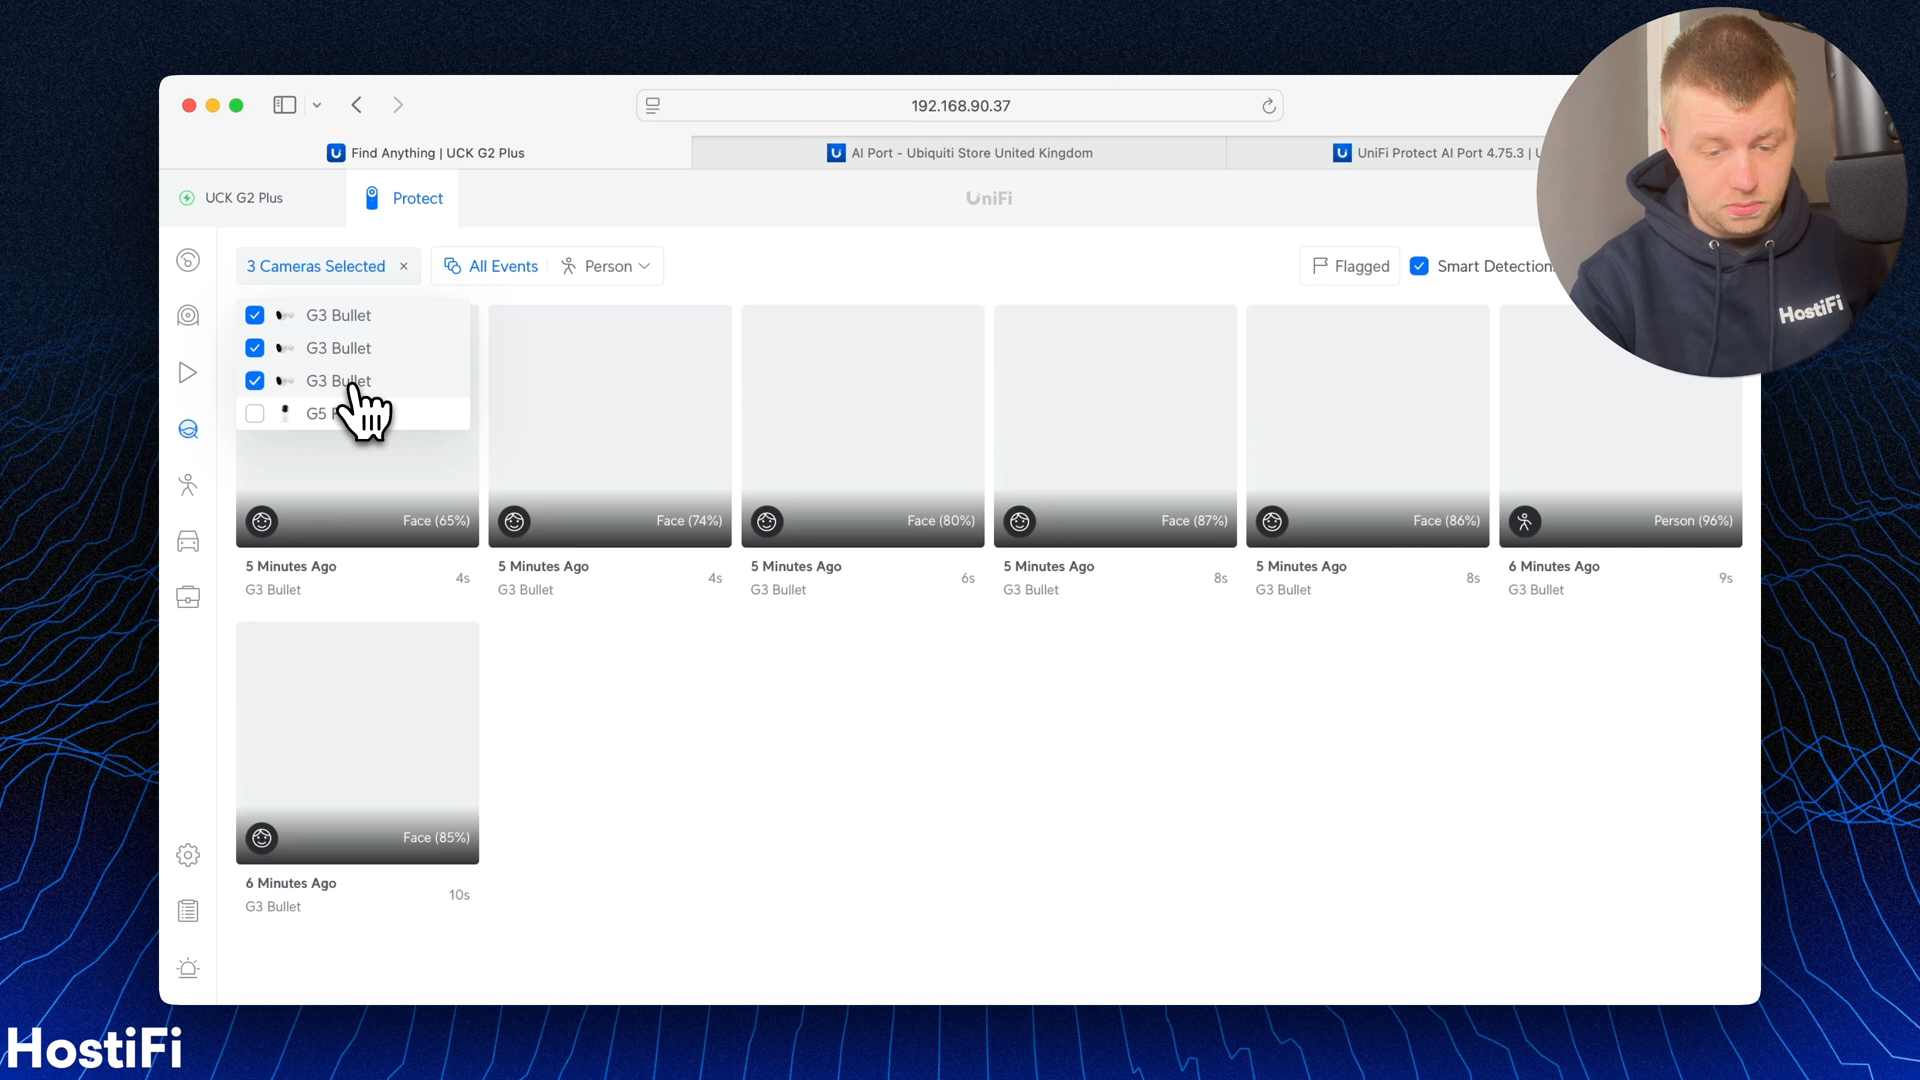 192.168.90.37
Find Anything | UCK G2 Plus
AI Port - Ubiquiti Store United Kingdom
UniFi Protect AI Port 4.75.3 |
UCK G2 Plus
Protect
UniFi
3 Cameras Selected
All Events
Person
Flagged
Smart Detection
G3 Bullet
G3 Bullet
G3 Bullet
G5
Face (65%)
Face (74%)
Face (80%)
Face (87%)
Face (86%)
Person (96%)
5 Minutes Ago
4s
G3 Bullet
5 Minutes Ago
4s
G3 Bullet
5 Minutes Ago
6s
G3 Bullet
5 Minutes Ago
8s
G3 Bullet
5 Minutes Ago
8s
G3 Bullet
6 Minutes Ago
9s
G3 Bullet
Face (85%)
6 Minutes Ago
10s
G3 Bullet
HostiFi
HostiFi